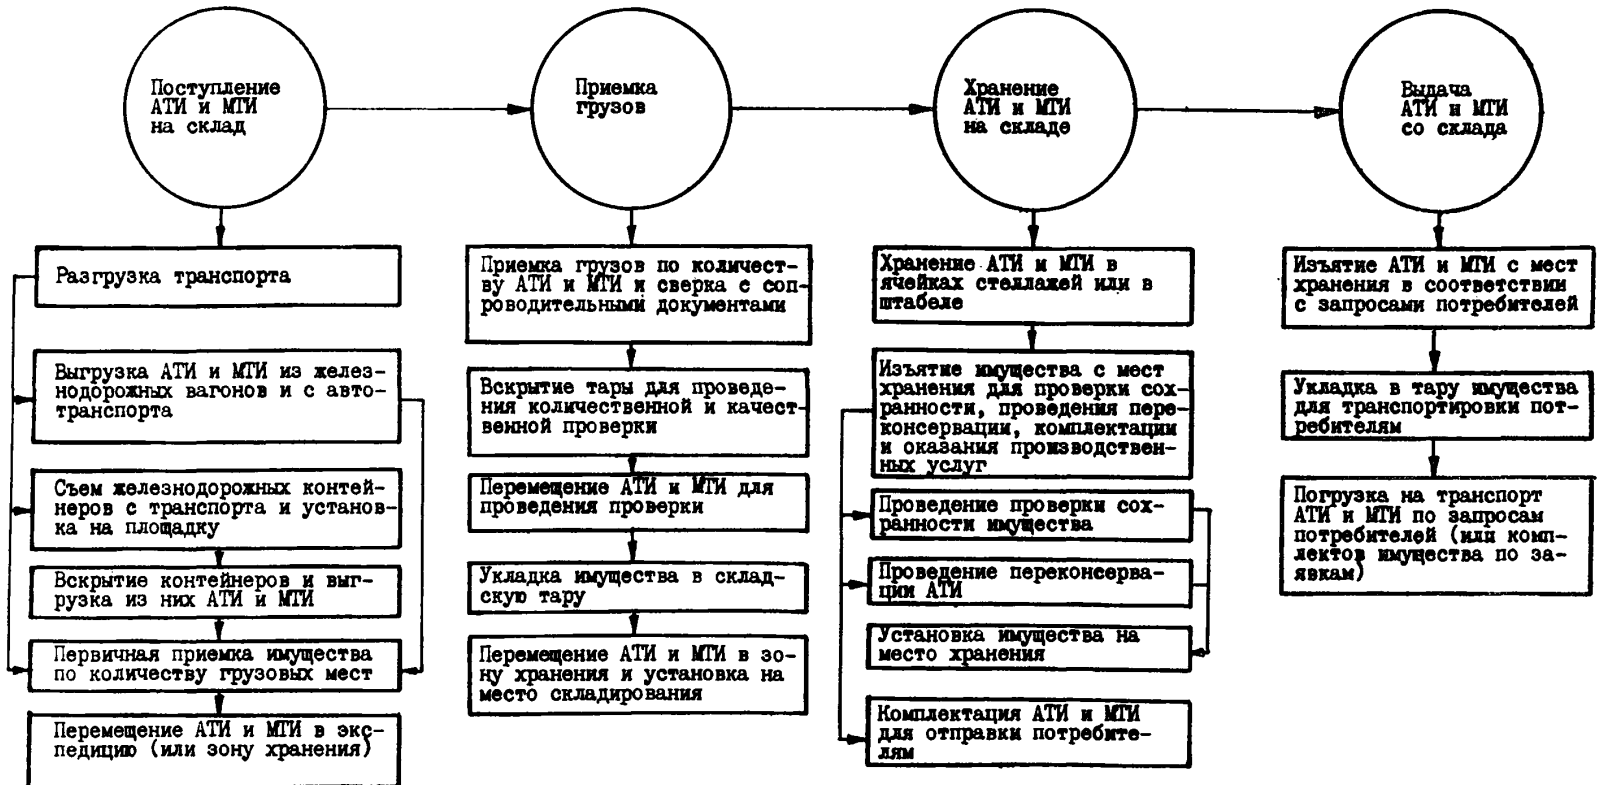 Поступление
АТИ и МТИ
на склад
Приемка
грузов
Хранение
АТИ и МТИ
на складе
Выдача
АТИ и МТИ
со склада
Разгрузка транспорта
Выгрузка АТИ и МТИ из желез-
нодорожных вагонов и с авто-
транспорта
Съем железнодорожных контей-
неров с транспорта и установ-
ка на площадку
Вскрытие контейнеров и выг-
рузка из них АТИ и МТИ
Первичная приемка имущества
по количеству грузовых мест
Перемещение АТИ и МТИ в экс-
педицию (или зону хранения)
Приемка грузов по количест-
ву АТИ и МТИ и сверка с соп-
роводительными документами
Вскрытие тары для проведе-
ния количественной и качест-
венной проверки
Перемещение АТИ и МТИ для
проведения проверки
Укладка имущества в склад-
скую тару
Перемещение АТИ и МТИ в зо-
ну хранения и установка на
место складирования
Хранение АТИ и МТИ в
ячейках стеллажей или в
штабеле
Изъятие имущества с мест
хранения для проверки сох-
ранности, проведения пере-
консервации, комплектации
и оказания производствен-
ных услуг
Проведение проверки сох-
ранности имущества
Проведение переконсерва-
ции АТИ
Установка имущества на
место хранения
Комплектация АТИ и МТИ
для отправки потребите-
лям
Изъятие АТИ и МТИ с мест
хранения в соответствии
с запросами потребителей
Укладка в тару имущества
для транспортировки пот-
ребителям
Погрузка на транспорт
АТИ и МТИ по запросам
потребителей (или комп-
лектов имущества по за-
явкам)